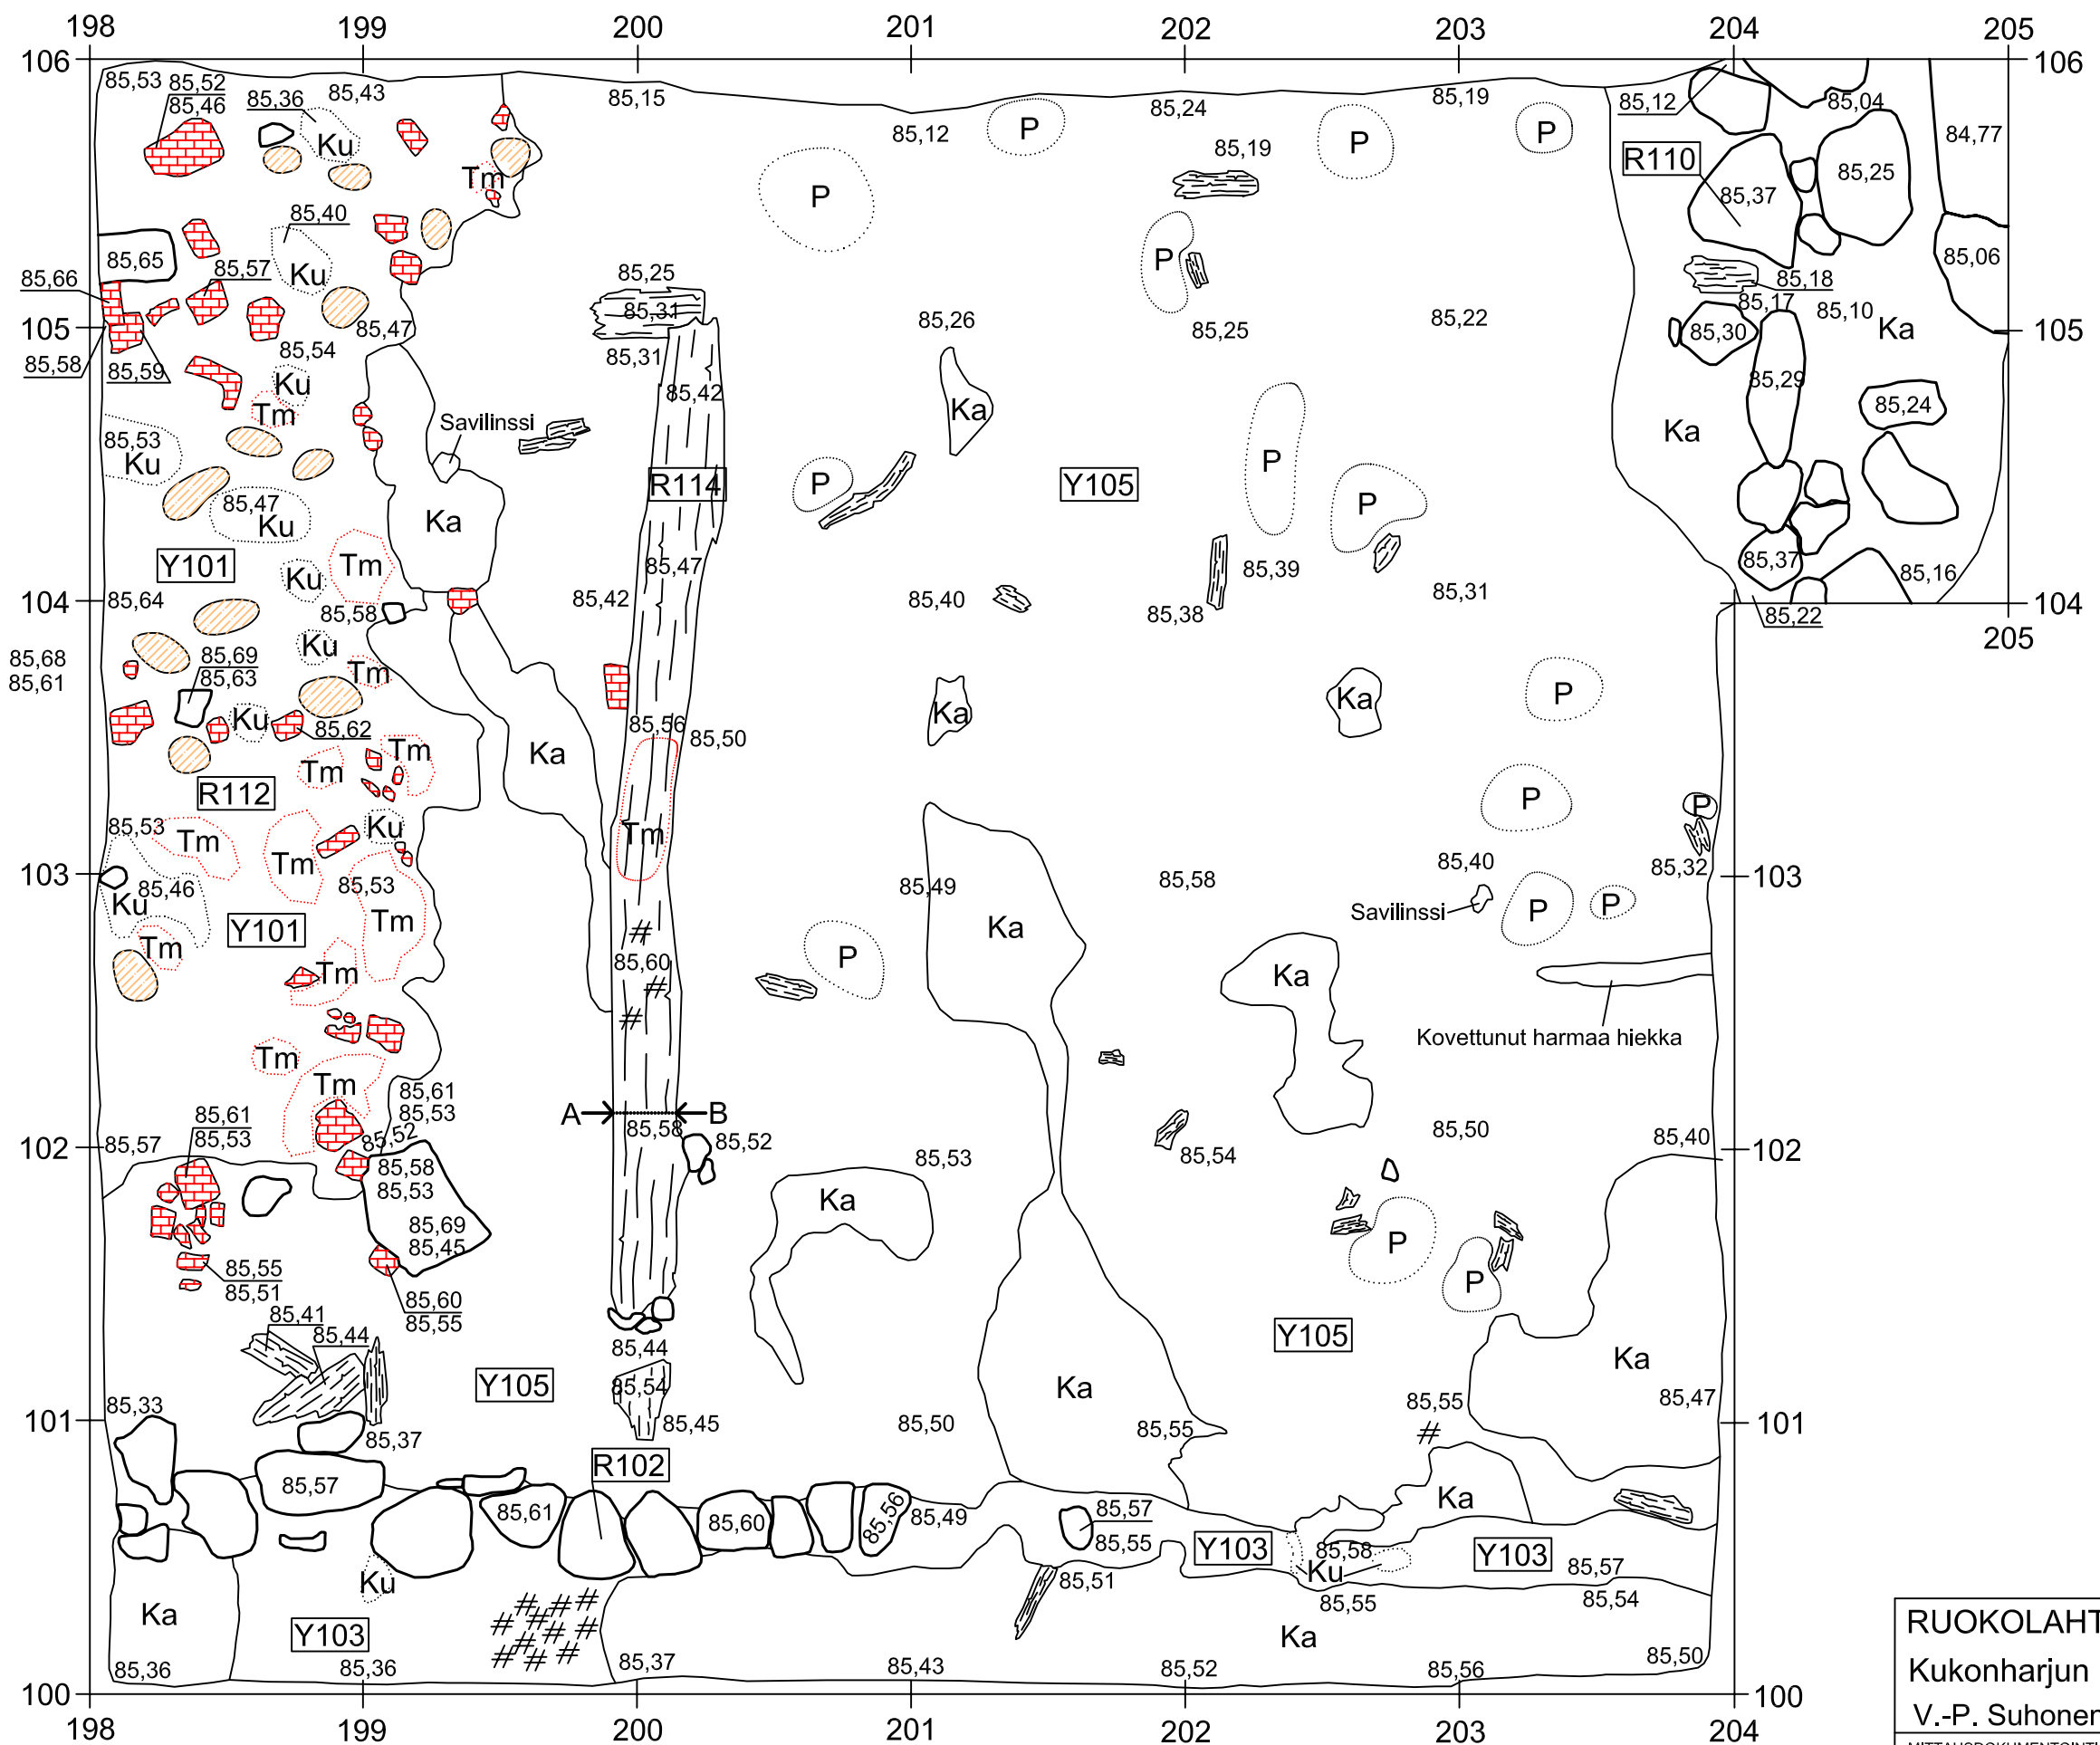 198 199 200 201 202 203 204 205
106 106
85,53 85,52 85,43 85,15 85,24 85,19 85,12 85,04
85,46 85,36 85,12 84,77
Ku P P P
85,19 R110
Tm P 85,37 85,25
85,40
85,65 Ku P 85,06
85,66 85,57 85,25 85,18
85,31 85,17 85,10
105 85,47 85,26 85,25 85,22 85,30 Ka 105
85,58 85,59 85,54 85,31
Ku 85,42 85,29
Tm Savilinssi Ka 85,24
85,53 Ka
Ku P R114 P Y105
85,47 P
Ku Ka
Y101 Tm 85,47 85,39 85,37
Ku 85,16
104 85,64 85,58 85,42 85,40 85,38 85,31 104
85,22
205
Ku
85,68 85,69 Tm
85,61 85,63 P
Ku 85,62 85,56 Ka Ka
85,50
Tm Tm Ka
R112 P P
85,53 Ku
Tm Tm Tm
85,40 85,32
103 85,46 85,53 85,49 85,58 103
Ku Tm Savilinssi P P
Y101 # Ka
Tm P
Tm 85,60 Ka
# #
Kovettunut harmaa hiekka
Tm
Tm 85,61
85,61 85,53 A B
85,53 85,52 85,58 85,50
102 85,57 85,52 85,53 85,54 85,40 102
85,58
85,53 Ka
85,69
85,45 P
85,55 P
85,51 85,60
85,41 85,55
85,44 85,44 Y105
Ka
Y105 85,54 Ka
85,33 85,55 85,47
101 85,37 85,45 85,50 85,55 # 101
R102
85,57 Ka
85,61 85,60 85,56 85,49 85,57
85,55 Y103 85,58 Y103
Ku Ku 85,57
85,51 85,54
Ka # # # # # # # # # # # # 85,55
Y103 Ka RUOKOLAHT
85,36 85,36 85,37 85,43 85,52 85,56 85,50
Kukonharjun
100 100
198 199 200 201 202 203 204
V.-P. Suhonen